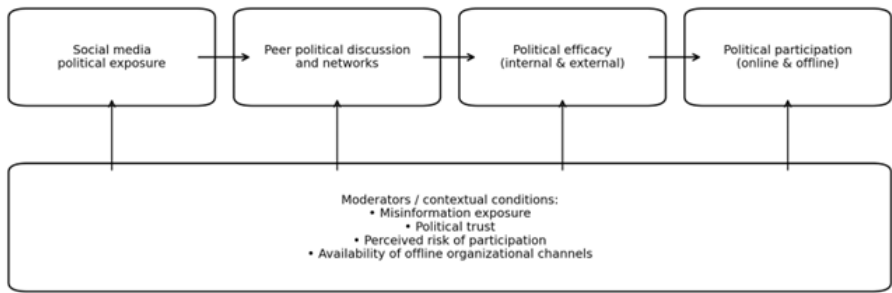 Social media
political exposure
Peer political discussion
and networks
Political efficacy
(internal & external)
Political participation
(online & offline)
Moderators / contextual conditions:
• Misinformation exposure
• Political trust
• Perceived risk of participation
• Availability of offline organizational channels